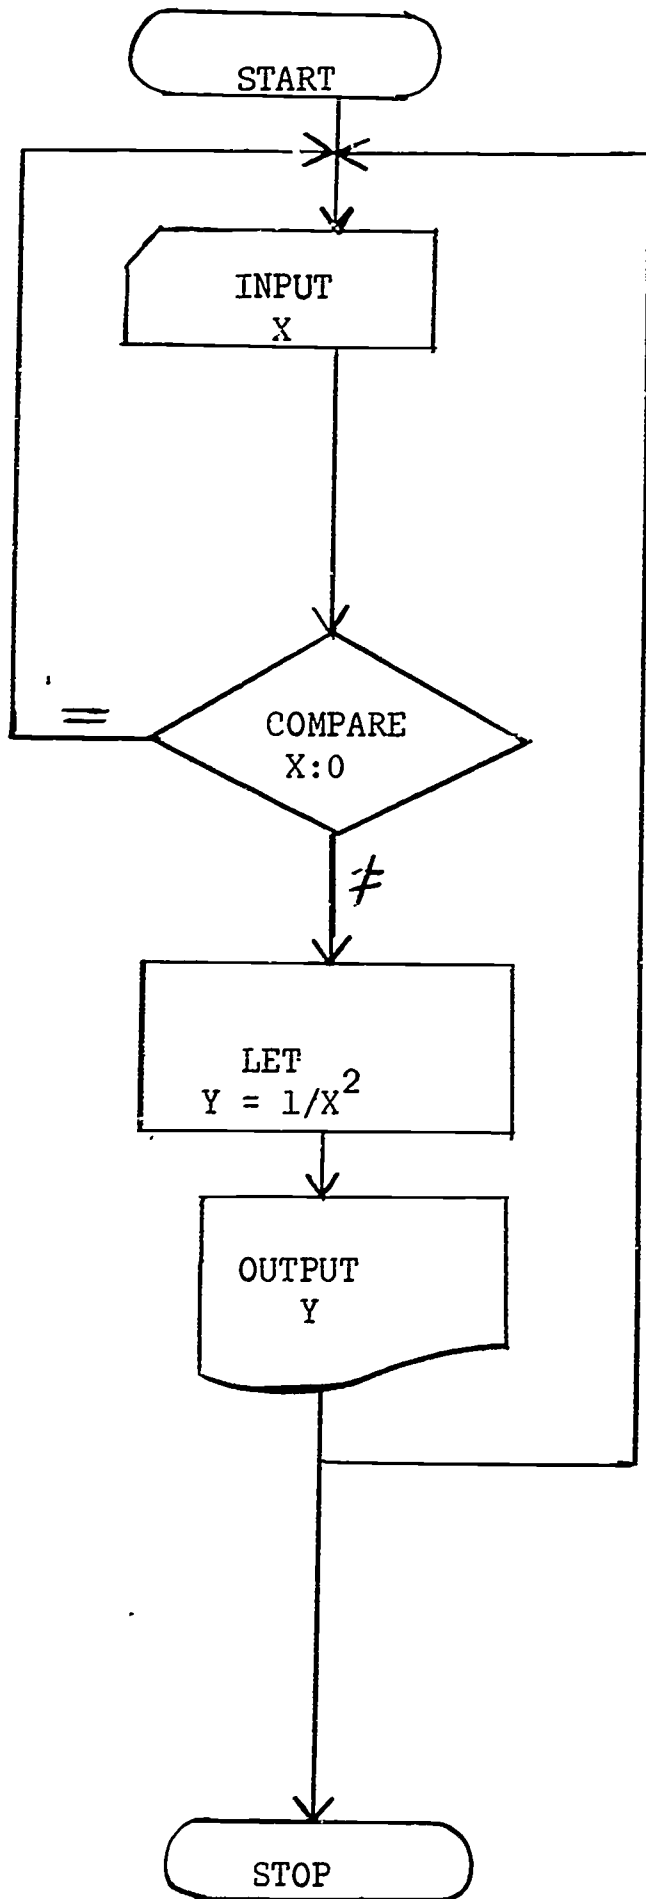 START
INPUT
X
COMPARE
X:0
=
≠
LET
Y = 1/X²
OUTPUT
Y
STOP